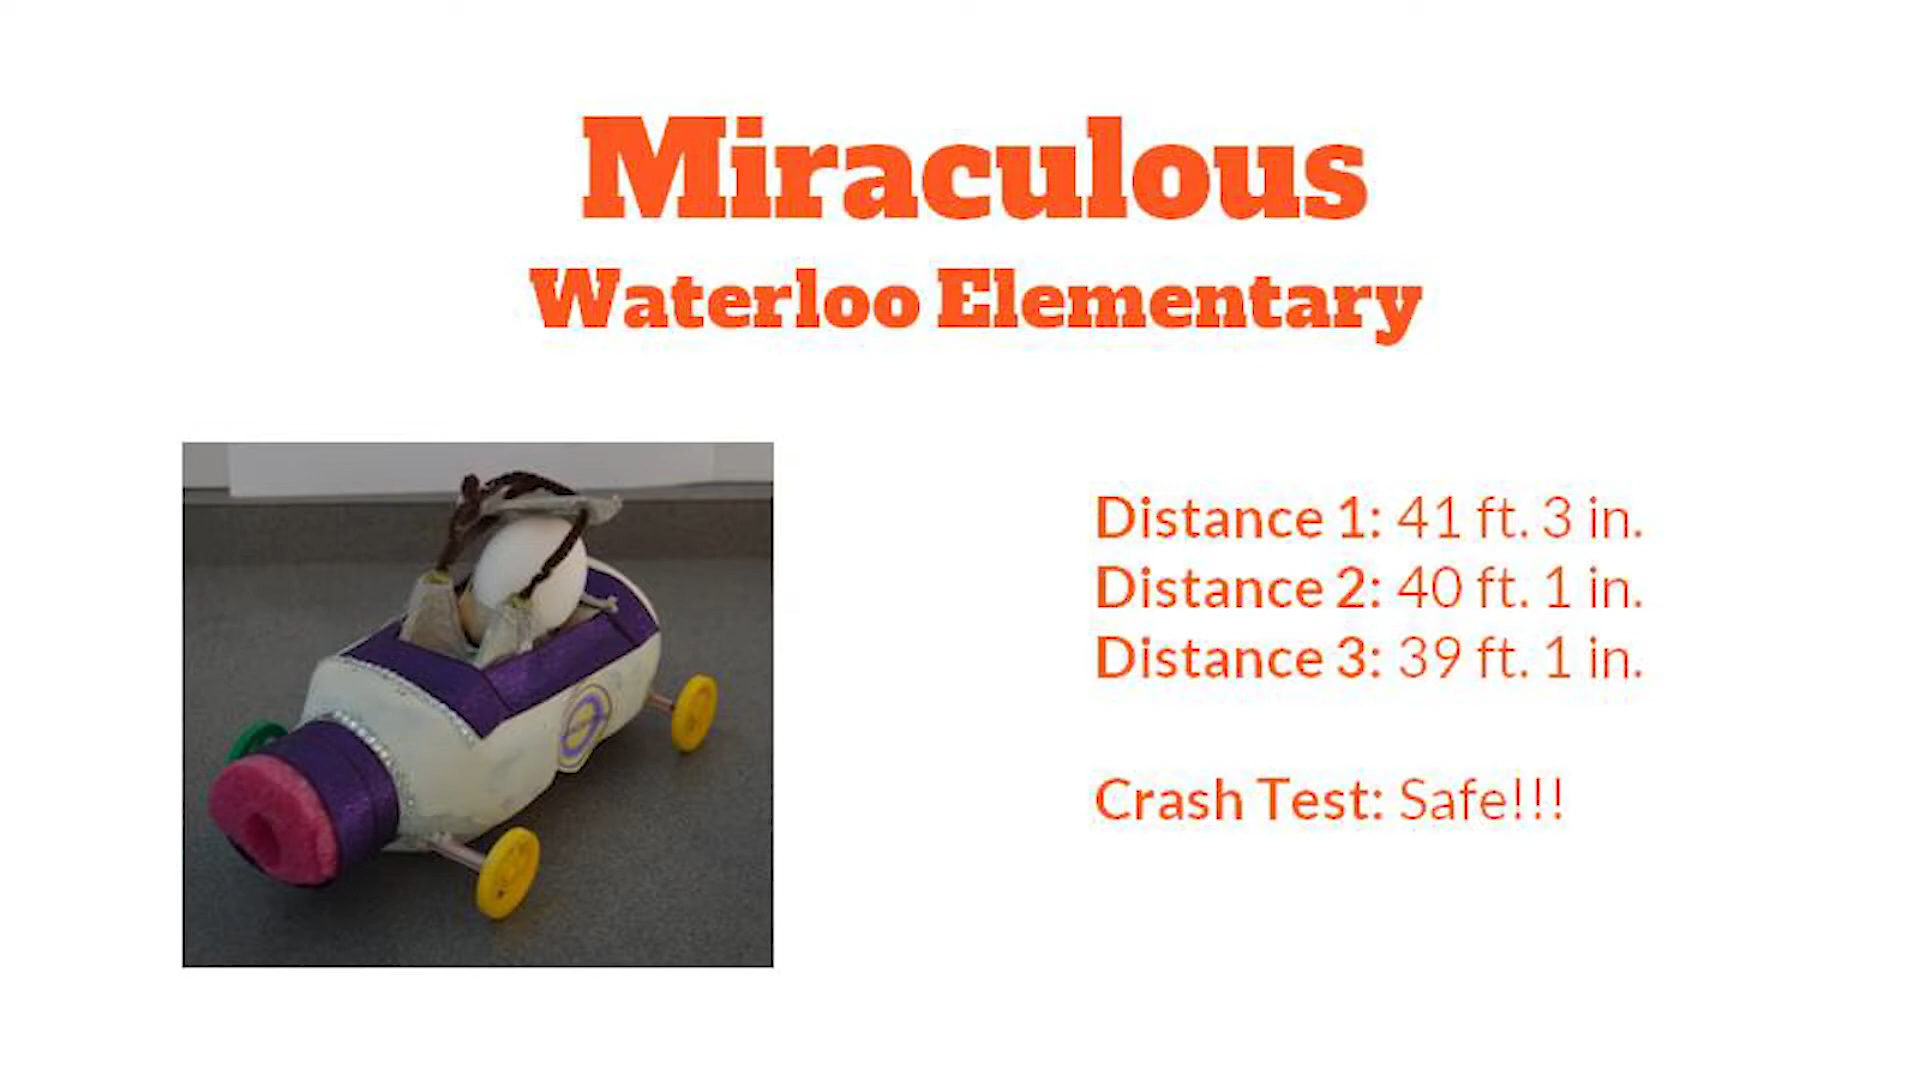 Miraculous
Waterloo Elementary
Distance 1: 41 ft. 3 in.
Distance 2: 40 ft. 1 in.
Distance 3: 39 ft. 1 in.
Crash Test: Safe!!!